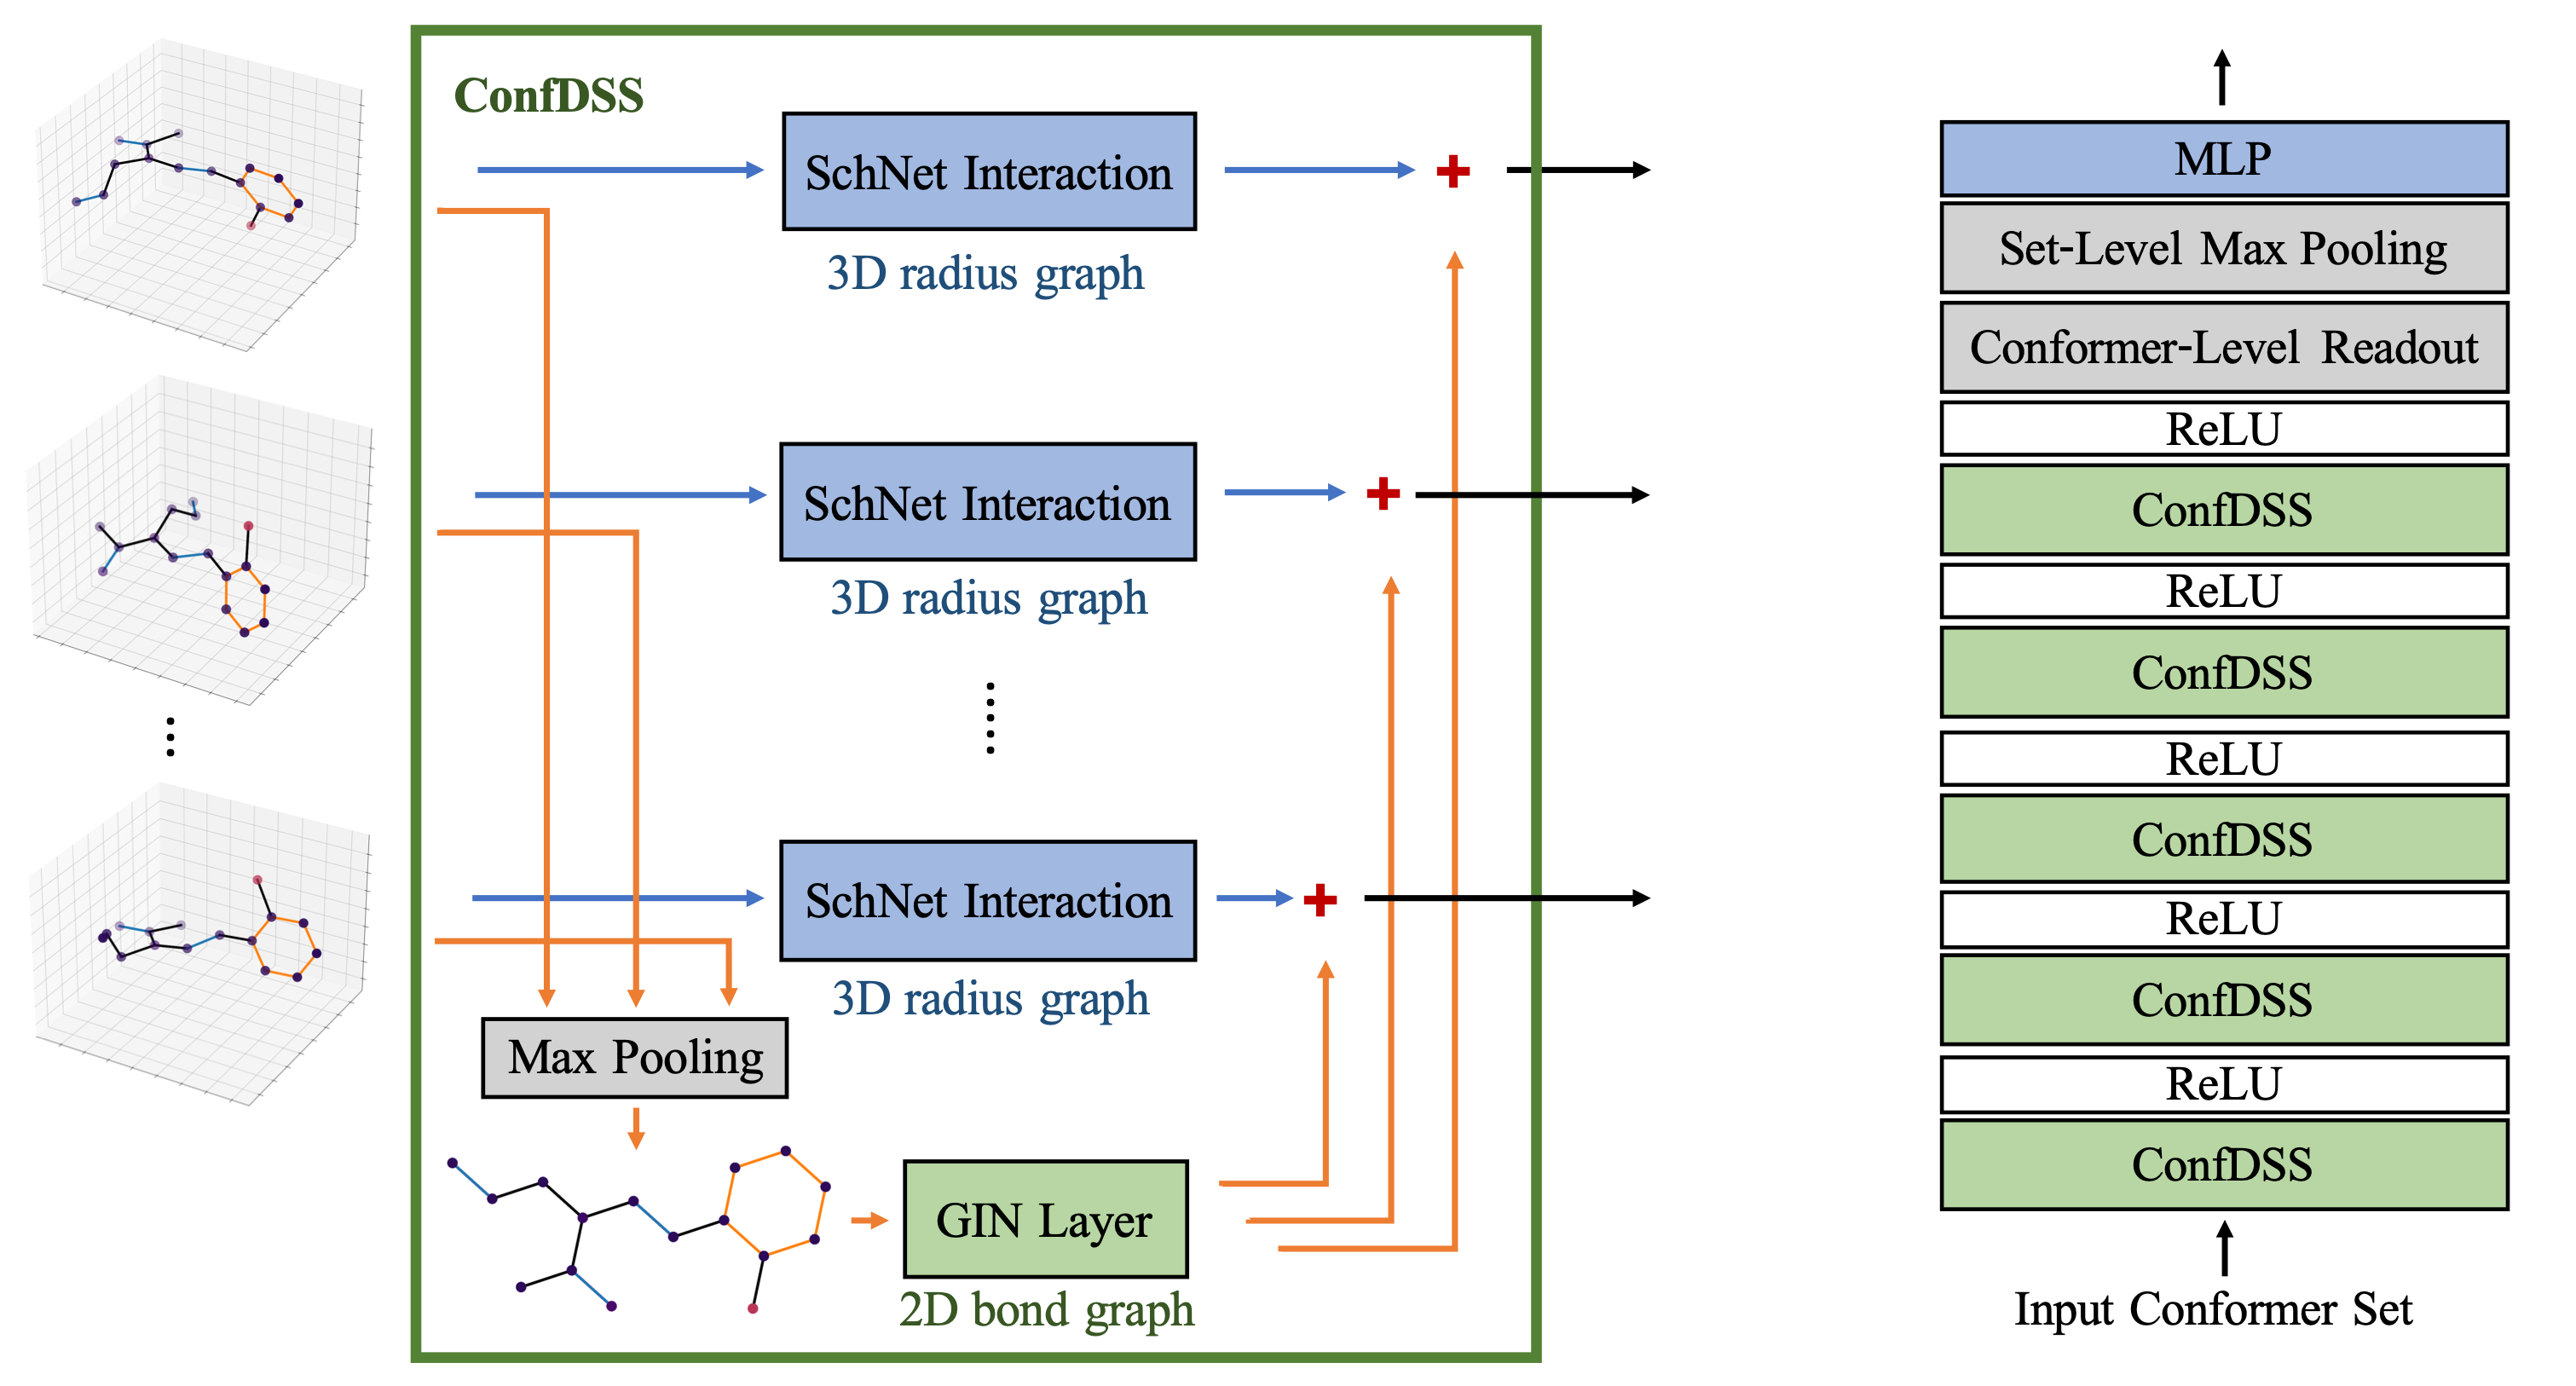 ConfDSS
SchNet Interaction
3D radius graph
SchNet Interaction
3D radius graph
SchNet Interaction
3D radius graph
Max Pooling
GIN Layer
2D bond graph
MLP
Set-Level Max Pooling
Conformer-Level Readout
ReLU
ConfDSS
ReLU
ConfDSS
ReLU
ConfDSS
ReLU
ConfDSS
ReLU
ConfDSS
Input Conformer Set